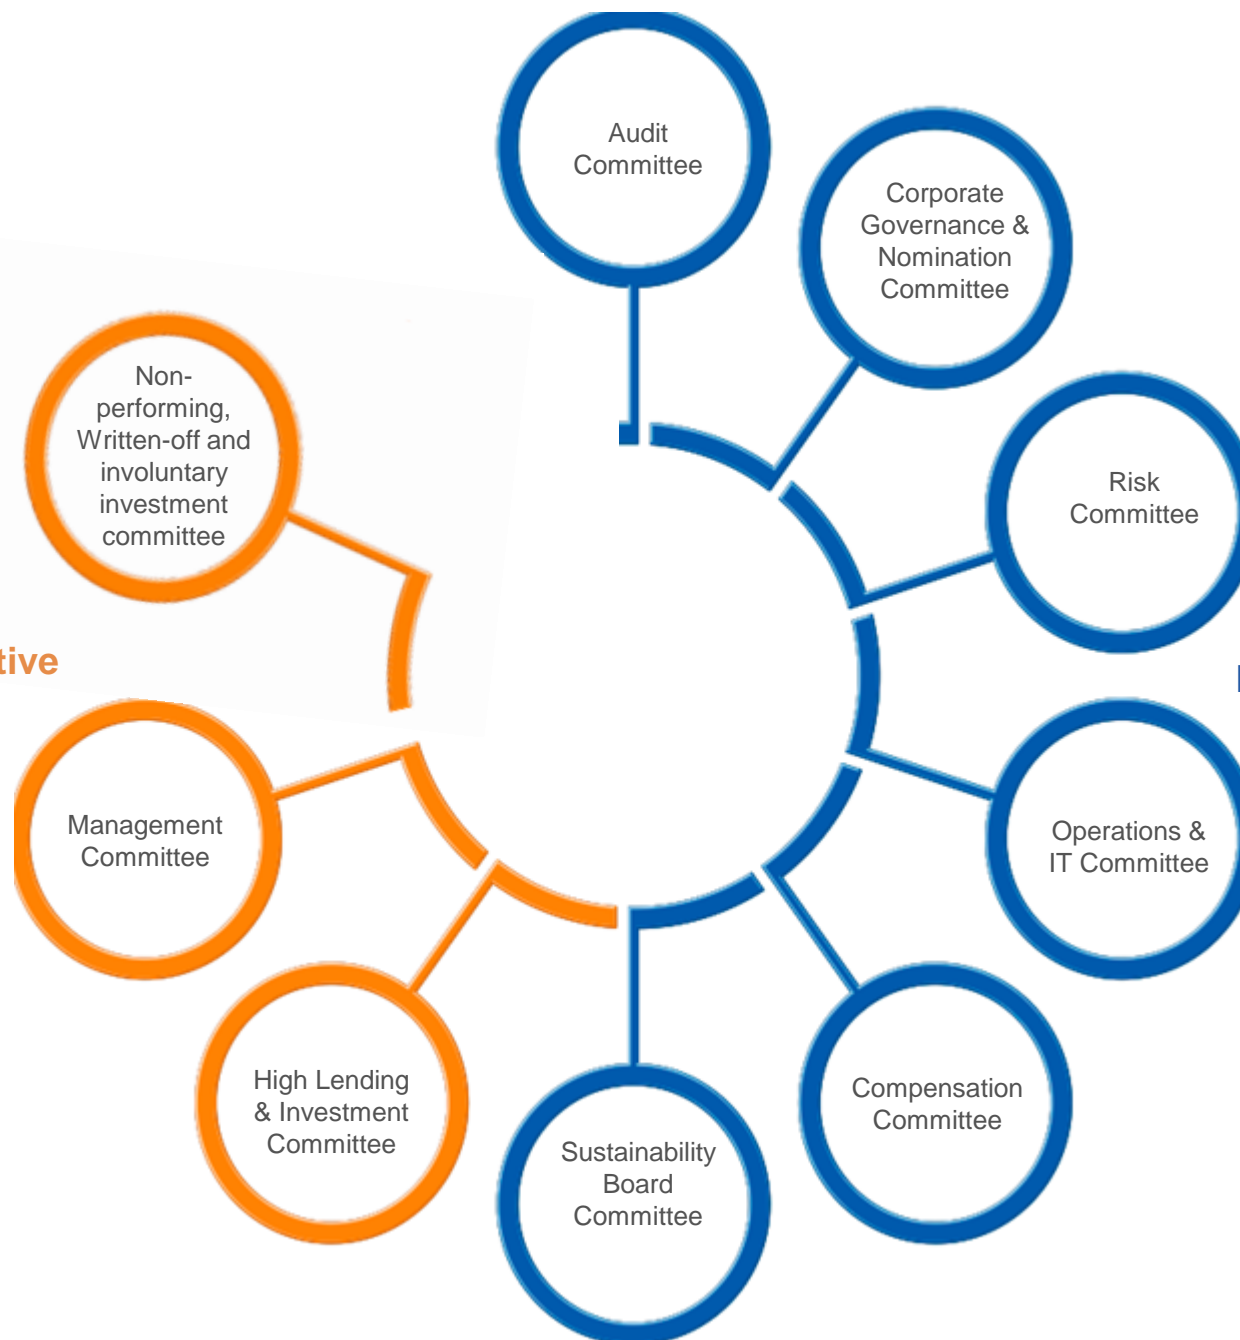 Audit
Committee
Corporate
Governance &
Nomination
Committee
Risk
Committee
Operations &
IT Committee
Compensation
Committee
Sustainability
Board
Committee
High Lending
& Investment
Committee
Management
Committee
Non-
performing,
Written-off and
involuntary
investment
committee
tive